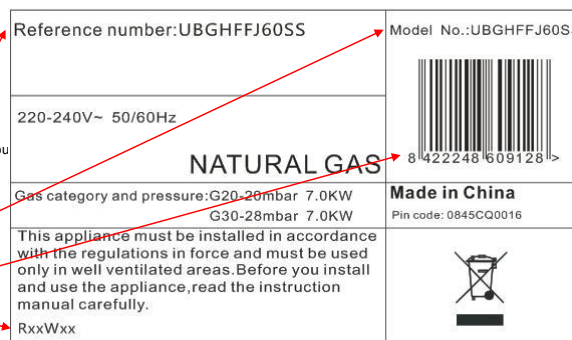 Reference number:UBGHFFJ60SS
Model No.:UBGHFFJ60S
220-240V~ 50/60Hz
ou
NATURAL GAS
8 422248 609128 >
Gas category and pressure:G20-20mbar 7.0KW
G30-28mbar 7.0KW
Made in China
Pin code: 0845CQ0016
This appliance must be installed in accordance
with the regulations in force and must be used
only in well ventilated areas.Before you install
and use the appliance,read the instruction
manual carefully.
RxxWxx